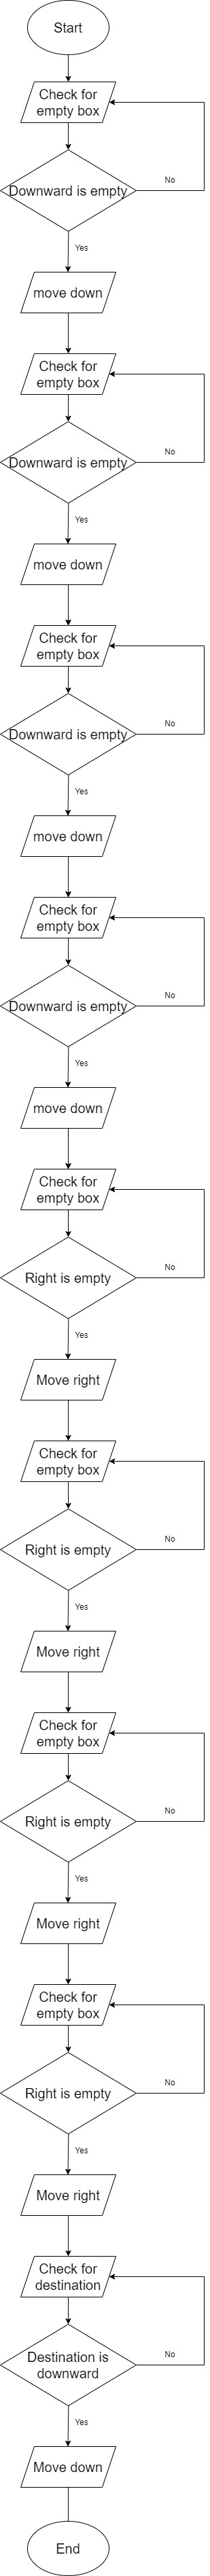 Start
Check for
empty box
Downward is empty
No
Yes
move down
Check for
empty box
Downward is empty
No
Yes
move down
Check for
empty box
Downward is empty
No
Yes
move down
Check for
empty box
Downward is empty
No
Yes
move down
Check for
empty box
Right is empty
No
Yes
Move right
Check for
empty box
Right is empty
No
Yes
Move right
Check for
empty box
Right is empty
No
Yes
Move right
Check for
empty box
Right is empty
No
Yes
Move right
Check for
destination
Destination is
downward
No
Yes
Move down
End